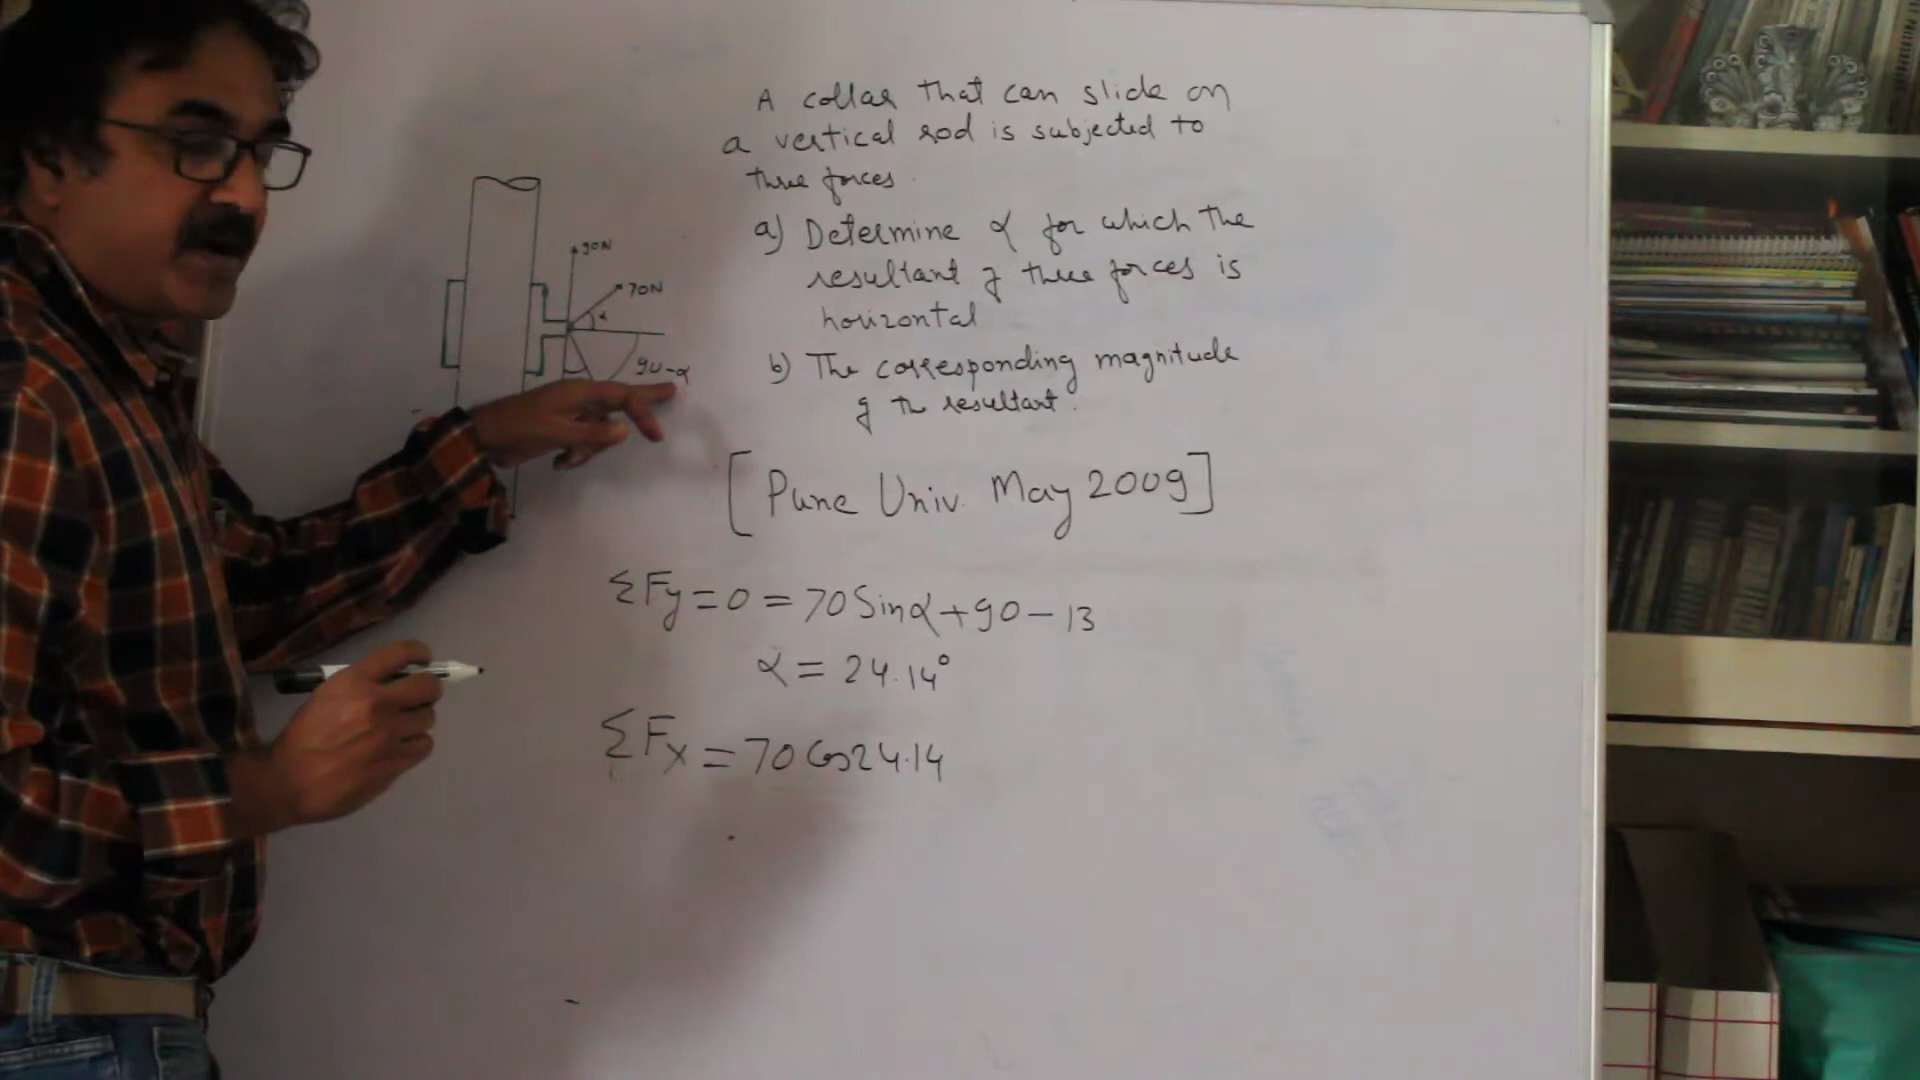 A collar that can slide on
a vertical rod is subjected to
three forces.
a) Determine α for which the
resultant of three forces is
horizontal
b) The corresponding magnitude
of the resultant.
[Pune Univ. May 2009]
90N
70N
α
90-α
ΣFy = 0 = 70 Sinα + 90 - 13
α = 24.14°
ΣFx = 70 Cos 24.14